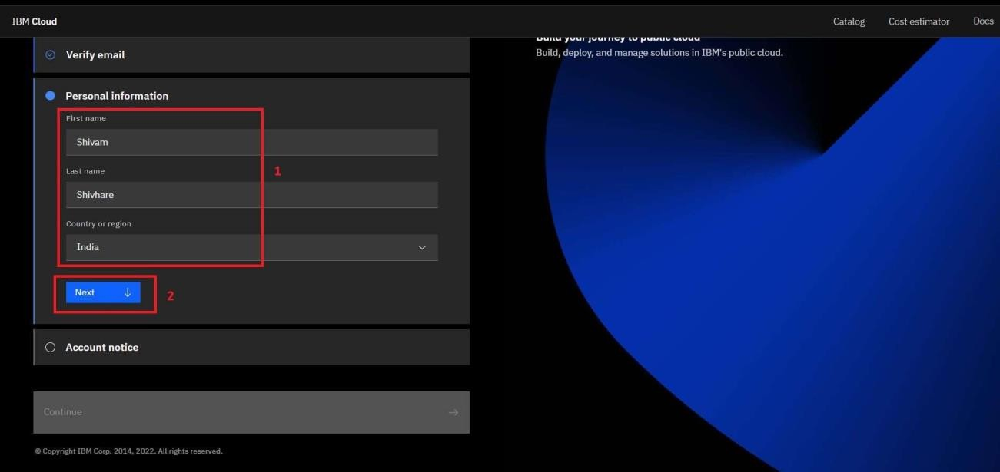 IBM Cloud
Catalog
Cost estimator
Docs
Verify email
Personal information
First name
Shivam
Last name
Shivhare
Country or region
India
1
Next
2
Account notice
Continue
© Copyright IBM Corp. 2014, 2022. All rights reserved.
Build your journey to public cloud
Build, deploy, and manage solutions in IBM's public cloud.